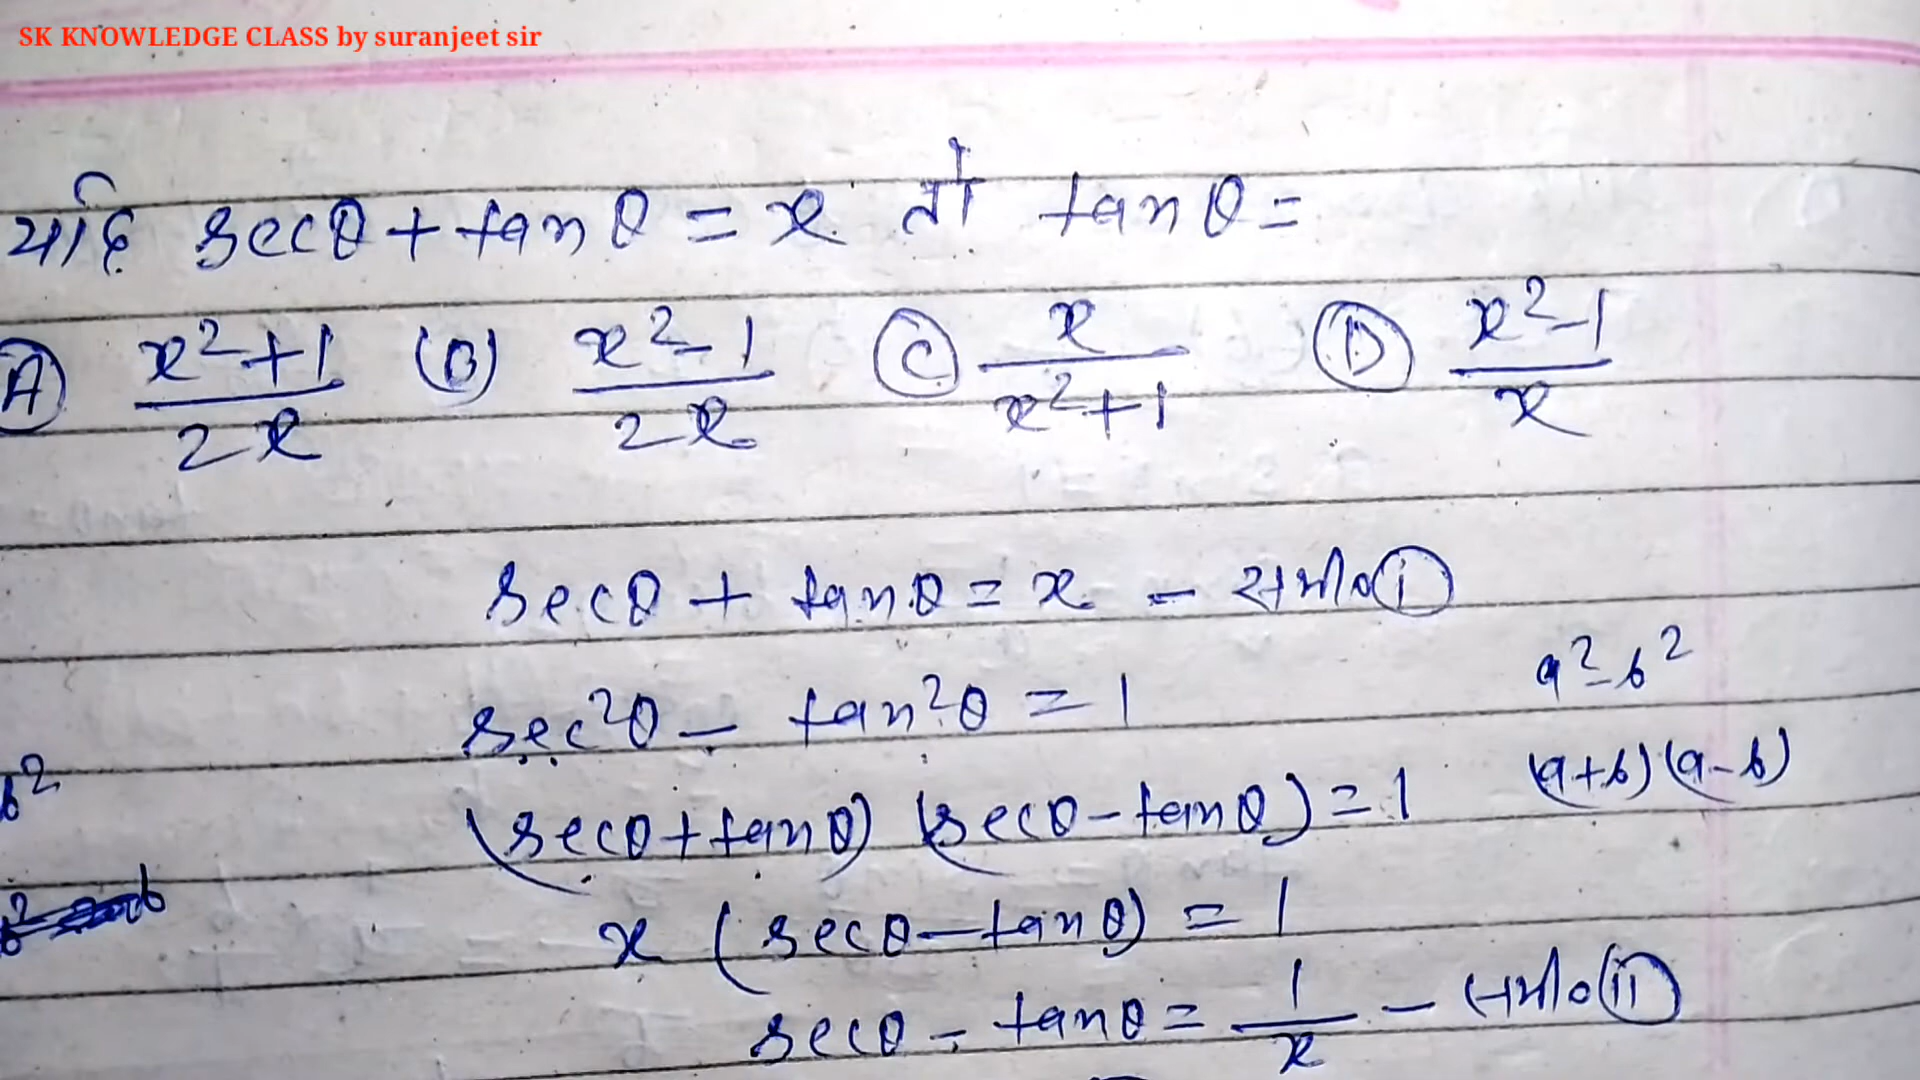 SK KNOWLEDGE CLASS by suranjeet sir
यदि secθ + tanθ = x तो tanθ =
(A) x²+1/2x (B) x²-1/2x (C) x/x²+1 (D) x²-1/x
secθ + tanθ = x - समी० (i)
a²-b²
sec²θ - tan²θ = 1
(a+b)(a-b)
b²
(secθ+tanθ) (secθ-tanθ) = 1
x (secθ-tanθ) = 1
secθ - tanθ = 1/x - समी० (ii)